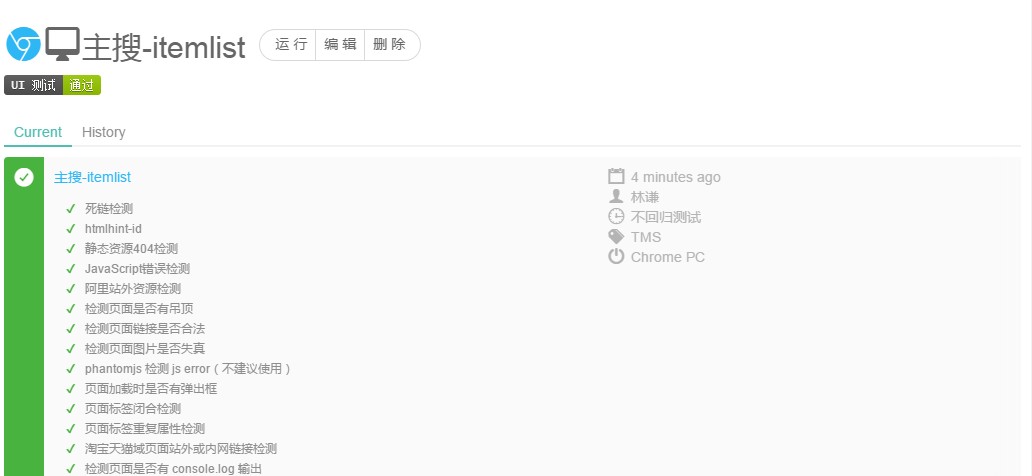 主搜-itemlist 运 行 编 辑 删 除
UI 测试 通过
Current History
主搜-itemlist
4 minutes ago
死链检测
林谦
htmlhint-id
不回归测试
静态资源404检测
TMS
JavaScript错误检测
Chrome PC
阿里站外资源检测
检测页面是否有吊顶
检测页面链接是否合法
检测页面图片是否失真
phantomjs 检测 js error（不建议使用）
页面加载时是否有弹出框
页面标签闭合检测
页面标签重复属性检测
淘宝天猫域页面站外或内网链接检测
检测页面是否有 console.log 输出